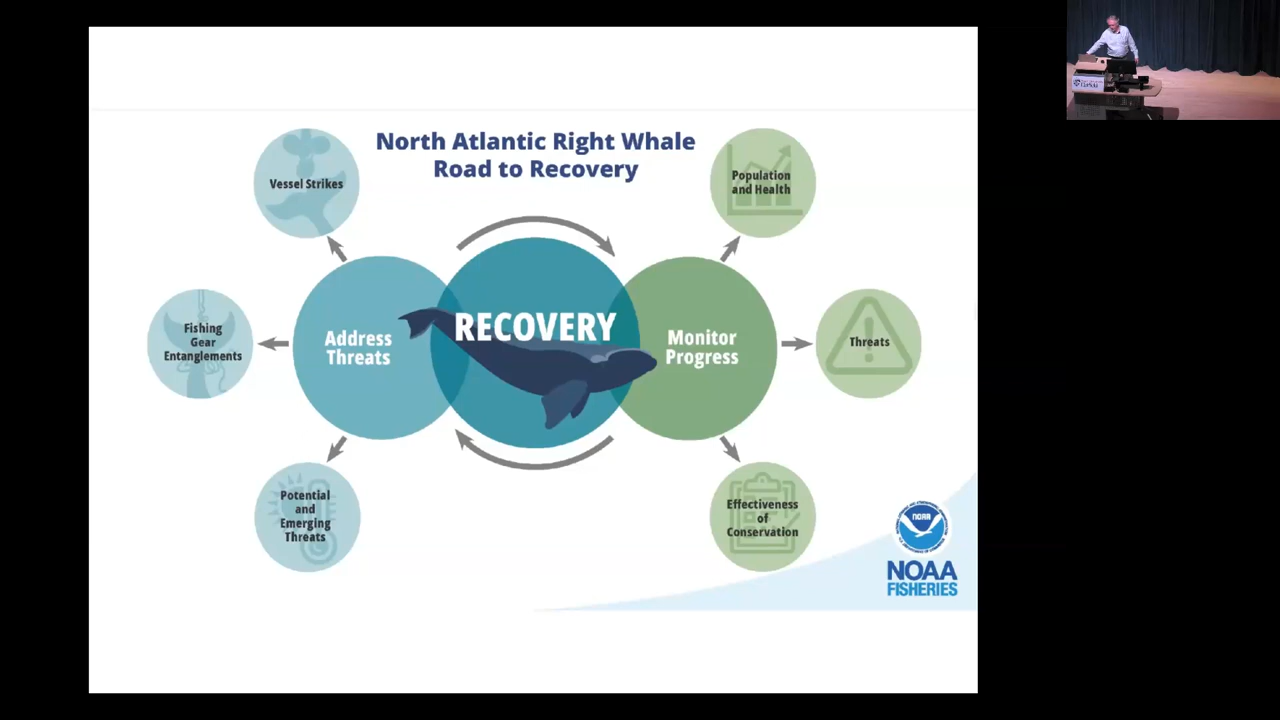 North Atlantic Right Whale
Road to Recovery
Vessel Strikes
Population
and Health
Fishing
Gear
Entanglements
Address
Threats
RECOVERY
Monitor
Progress
Threats
Potential
and
Emerging
Threats
Effectiveness
of
Conservation
NOAA
NOAA
FISHERIES